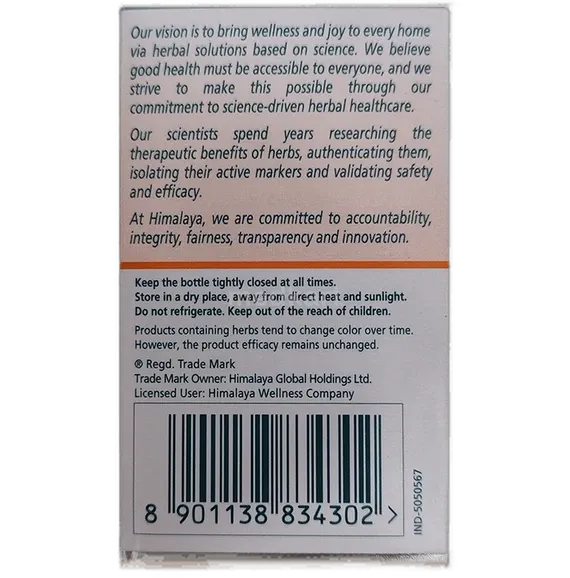 Our vision is to bring wellness and joy to every home
via herbal solutions based on science. We believe
good health must be accessible to everyone, and we
strive to make this possible through our
commitment to science-driven herbal healthcare.
Our scientists spend years researching the
therapeutic benefits of herbs, authenticating them,
isolating their active markers and validating safety
and efficacy.
At Himalaya, we are committed to accountability,
integrity, fairness, transparency and innovation.
Keep the bottle tightly closed at all times.
Store in a dry place, away from direct heat and sunlight.
Do not refrigerate. Keep out of the reach of children.
Products containing herbs tend to change color over time.
However, the product efficacy remains unchanged.
® Regd. Trade Mark
Trade Mark Owner: Himalaya Global Holdings Ltd.
Licensed User: Himalaya Wellness Company
8 901138 834302 >
IND-5050567